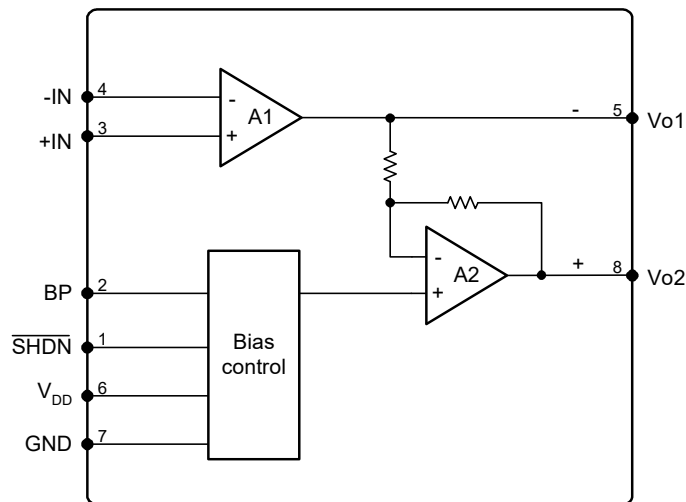 -IN
4
-
A1
+
3
+IN
-
5
Vo1
BP
2
-
A2
+
+
8
Vo2
SHDN
1
Bias
control
VDD
6
GND
7